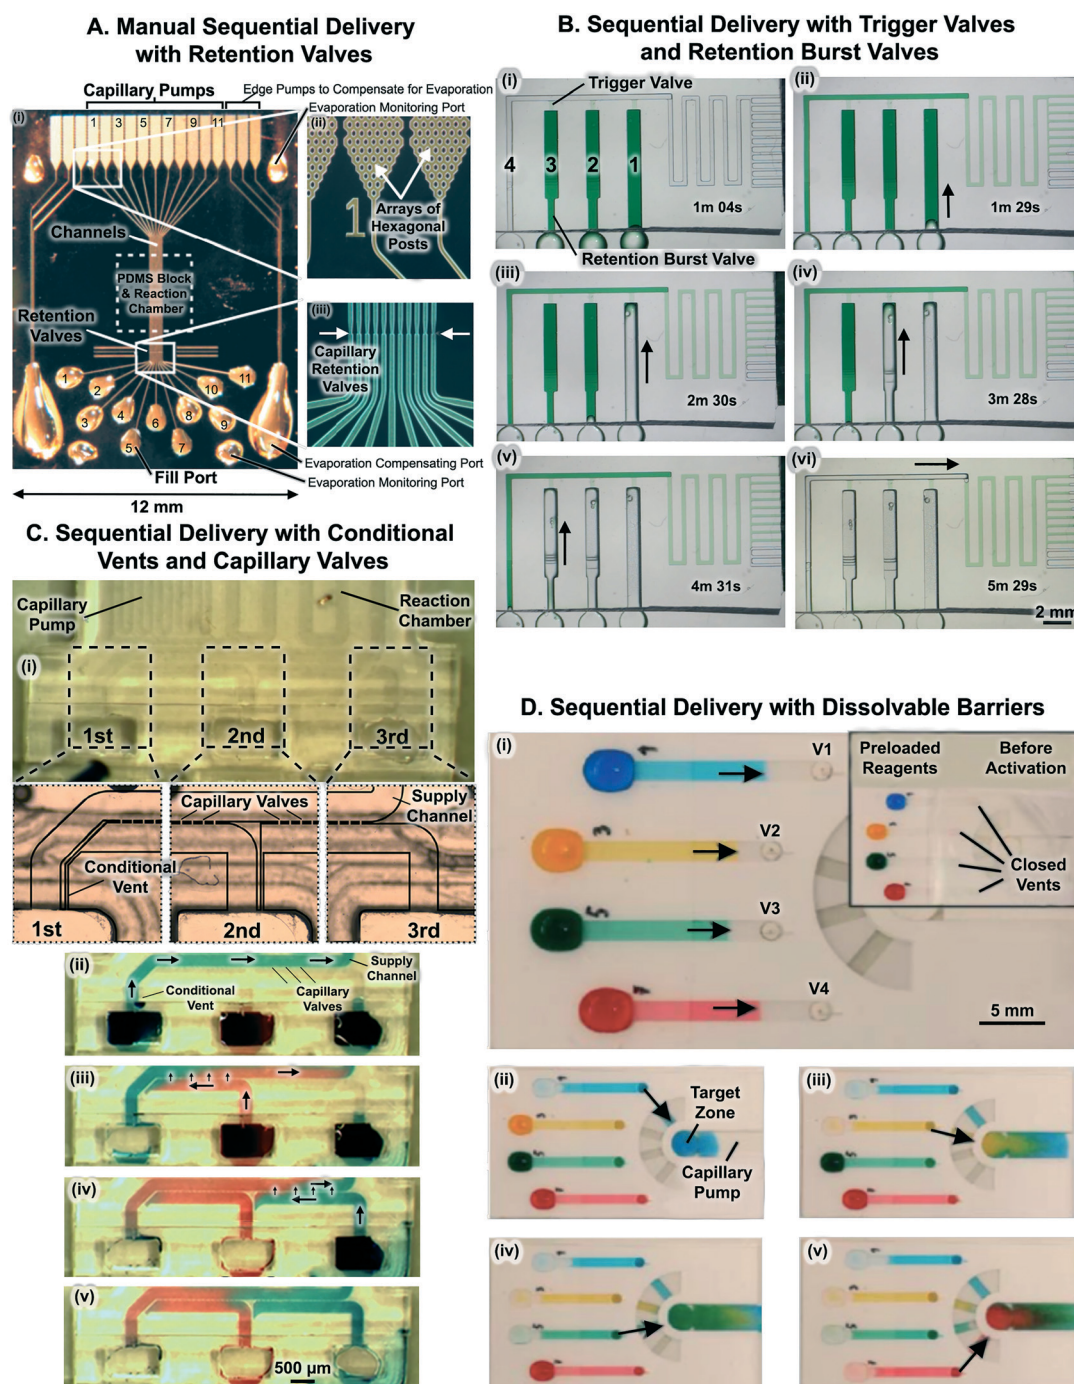 A. Manual Sequential Delivery
with Retention Valves
Capillary Pumps
Edge Pumps to Compensate for Evaporation
Evaporation Monitoring Port
(i)
1 3 5 7 9 11
(ii)
Arrays of
Hexagonal
Posts
1
Channels
PDMS Block
& Reaction
Chamber
Retention
Valves
(iii)
Capillary
Retention
Valves
1
2
3
4
5
6
7
8
9
10
11
Fill Port
Evaporation Compensating Port
Evaporation Monitoring Port
12 mm
B. Sequential Delivery with Trigger Valves
and Retention Burst Valves
(i)
Trigger Valve
4 3 2 1
1m 04s
Retention Burst Valve
(ii)
1m 29s
(iii)
2m 30s
(iv)
3m 28s
(v)
4m 31s
(vi)
5m 29s
2 mm
C. Sequential Delivery with Conditional
Vents and Capillary Valves
Capillary
Pump
Reaction
Chamber
(i)
1st
2nd
3rd
Capillary Valves
Supply
Channel
Conditional
Vent
1st
2nd
3rd
(ii)
Conditional
Vent
Capillary
Valves
Supply
Channel
(iii)
(iv)
(v)
500 µm
D. Sequential Delivery with Dissolvable Barriers
(i)
V1
V2
V3
V4
Preloaded
Reagents
Before
Activation
Closed
Vents
5 mm
(ii)
Target
Zone
Capillary
Pump
(iii)
(iv)
(v)